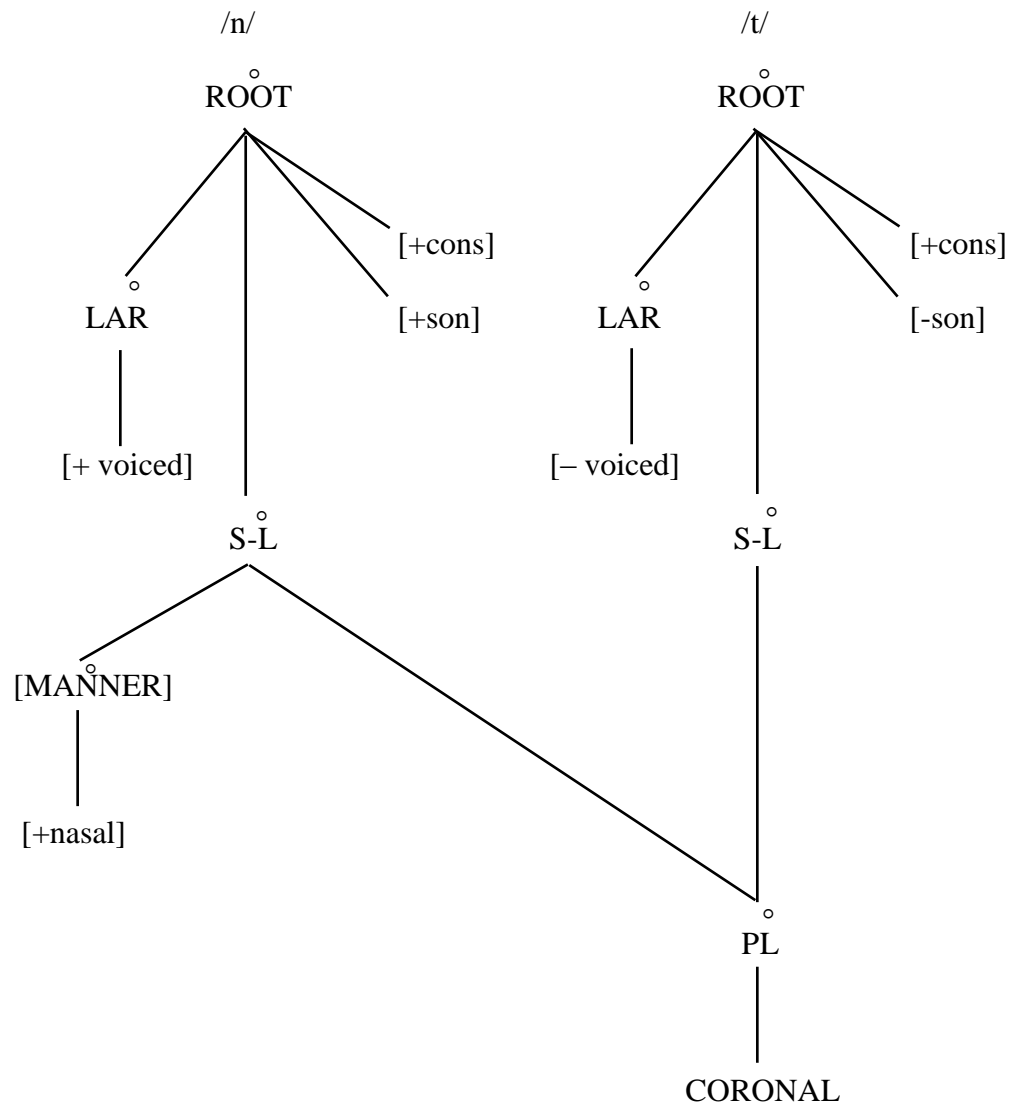 /n/ /t/
ROOT ROOT
[+cons] [+cons]
LAR [+son] LAR [-son]
[+ voiced] [– voiced]
S-L S-L
[MANNER]
[+nasal]
PL
CORONAL